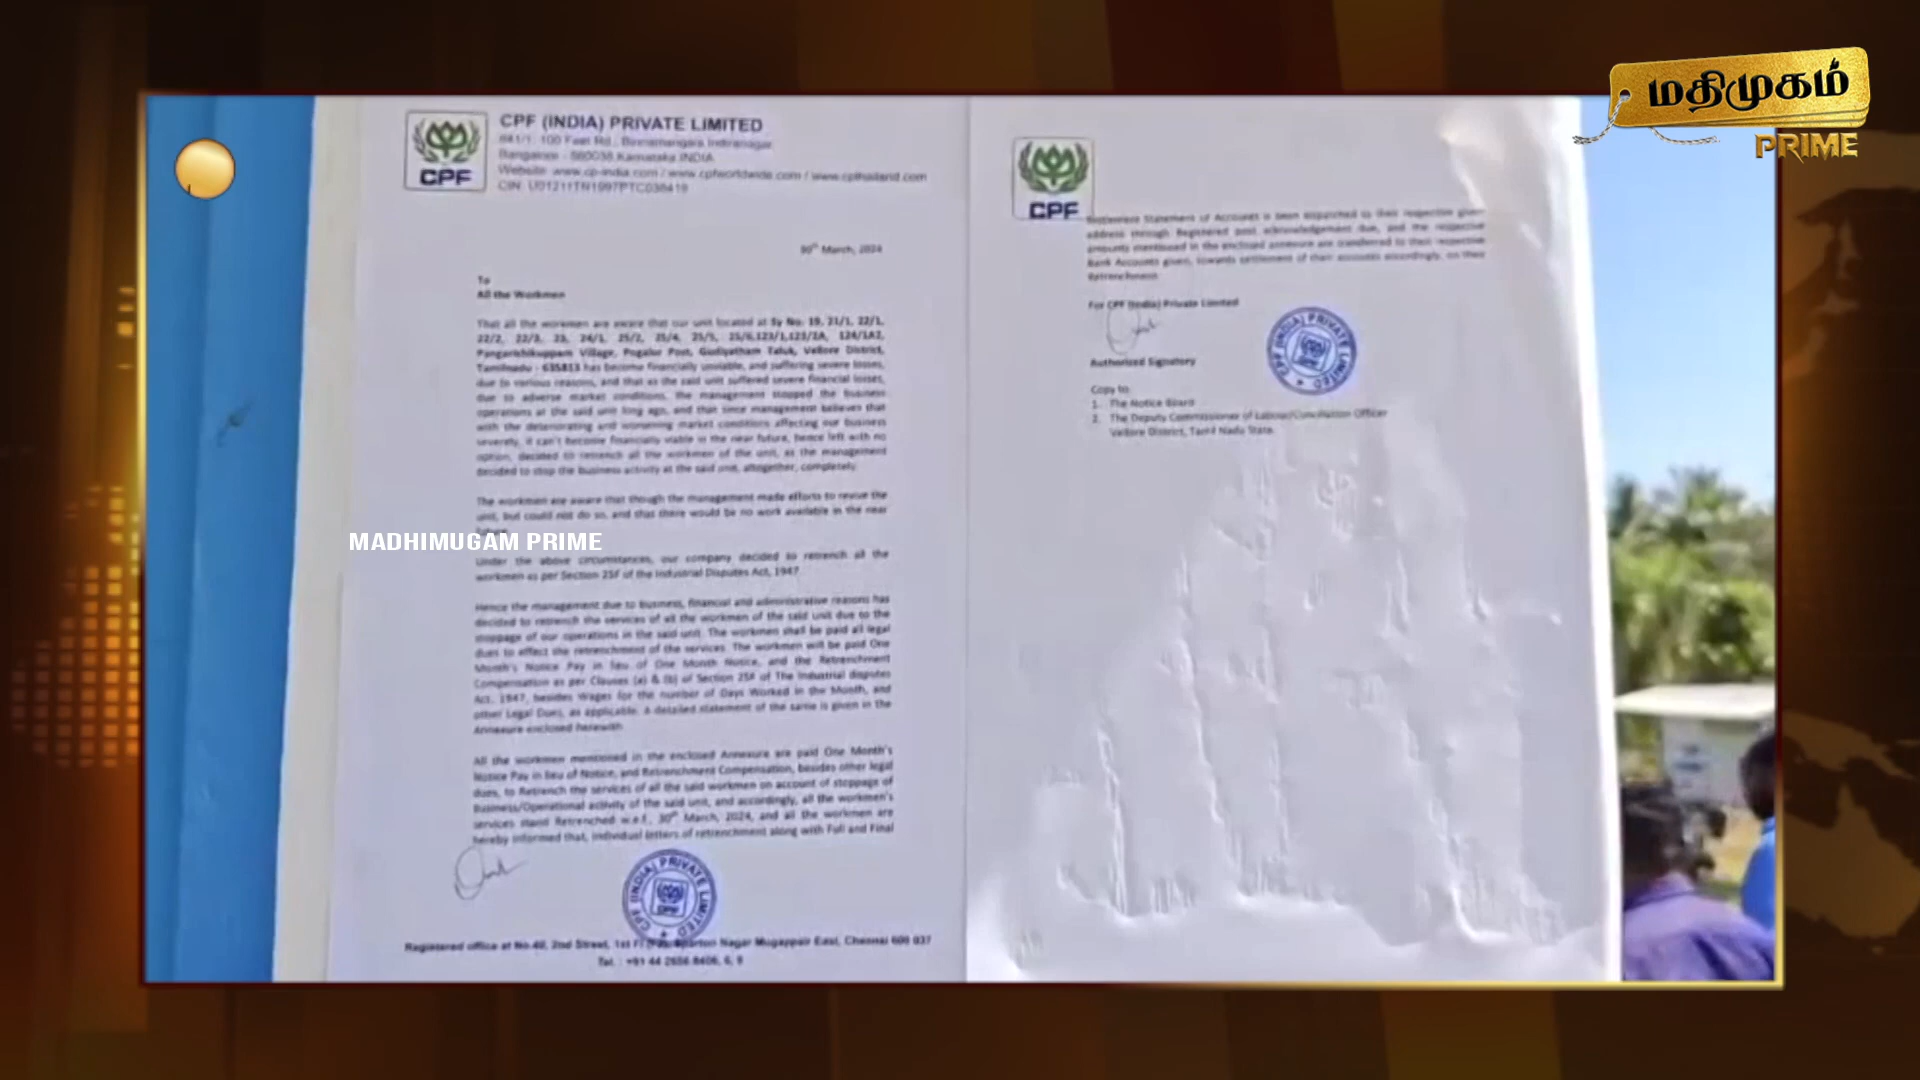 மதிமுகம்
PRIME
CPF (INDIA) PRIVATE LIMITED
641/1, 100 Feet Rd., Binnamangala Indiranagar
Bangalore - 560038 Karnataka INDIA
Website: www.cp-india.com / www.cpfworldwide.com / www.cpthailand.com
CIN: U01211TN1997PTC038419
CPF
30th March, 2024
To
All the Workmen
That all the workmen are aware that our unit located at Sy No. 19, 21/1, 22/1,
22/2, 22/3, 23, 24/1, 25/2, 25/4, 25/5, 25/6,123/1,123/2A, 124/1A2,
Pangarishikuppam Village, Pogalur Post, Gudiyatham Taluk, Vellore District,
Tamilnadu - 635813 has become financially unviable, and suffering severe losses,
due to various reasons, and that as the said unit suffered severe financial losses,
due to adverse market conditions, the management stopped the business
operations at the said unit long ago, and that since management believes that
with the deteriorating and worsening market conditions affecting our business
severely, it can't become financially viable in the near future, hence left with no
option, decided to retrench all the workmen of the unit, as the management
decided to stop the business activity at the said unit, altogether, completely.
The workmen are aware that though the management made efforts to revive the
unit, but could not do so, and that there would be no work available in the near
future.
MADHIMUGAM PRIME
Under the above circumstances, our company decided to retrench all the
workmen as per Section 25F of the Industrial Disputes Act, 1947.
Hence the management due to business, financial and administrative reasons has
decided to retrench the services of all the workmen of the said unit due to the
stoppage of our operations in the said unit. The workmen shall be paid all legal
dues to effect the retrenchment of the services. The workmen will be paid One
Month's Notice Pay in lieu of One Month Notice, and the Retrenchment
Compensation as per Clauses (a) & (b) of Section 25F of The Industrial disputes
Act, 1947, besides Wages for the number of Days Worked in the Month, and
other Legal Dues, as applicable. A detailed statement of the same is given in the
Annexure enclosed herewith.
All the workmen mentioned in the enclosed Annexure are paid One Month's
Notice Pay in lieu of Notice, and Retrenchment Compensation, besides other legal
dues, to Retrench the services of all the said workmen on account of stoppage of
Business/Operational activity of the said unit, and accordingly, all the workmen's
services stand Retrenched w.e.f. 30th March, 2024, and all the workmen are
hereby informed that, individual letters of retrenchment along with Full and Final
CPF (INDIA) PRIVATE LIMITED
CPF
Registered office at No.40, 2nd Street, 1st Nagar Mugappair East, Chennai 600 037
Tel. : +91 44 2656 8406, 6, 9
CPF
Settlement Statement of Accounts is been dispatched to their respective given
address through Registered post acknowledgement due, and the respective
amounts mentioned in the enclosed annexure are transferred to their respective
Bank Accounts given, towards settlement of their accounts accordingly, on their
Retrenchment.
For CPF (India) Private Limited
CPF (INDIA) PRIVATE LIMITED
Authorized Signatory
Copy to:
1. The Notice Board
2. The Deputy Commissioner of Labour/Conciliation Officer
Vellore District, Tamil Nadu State.